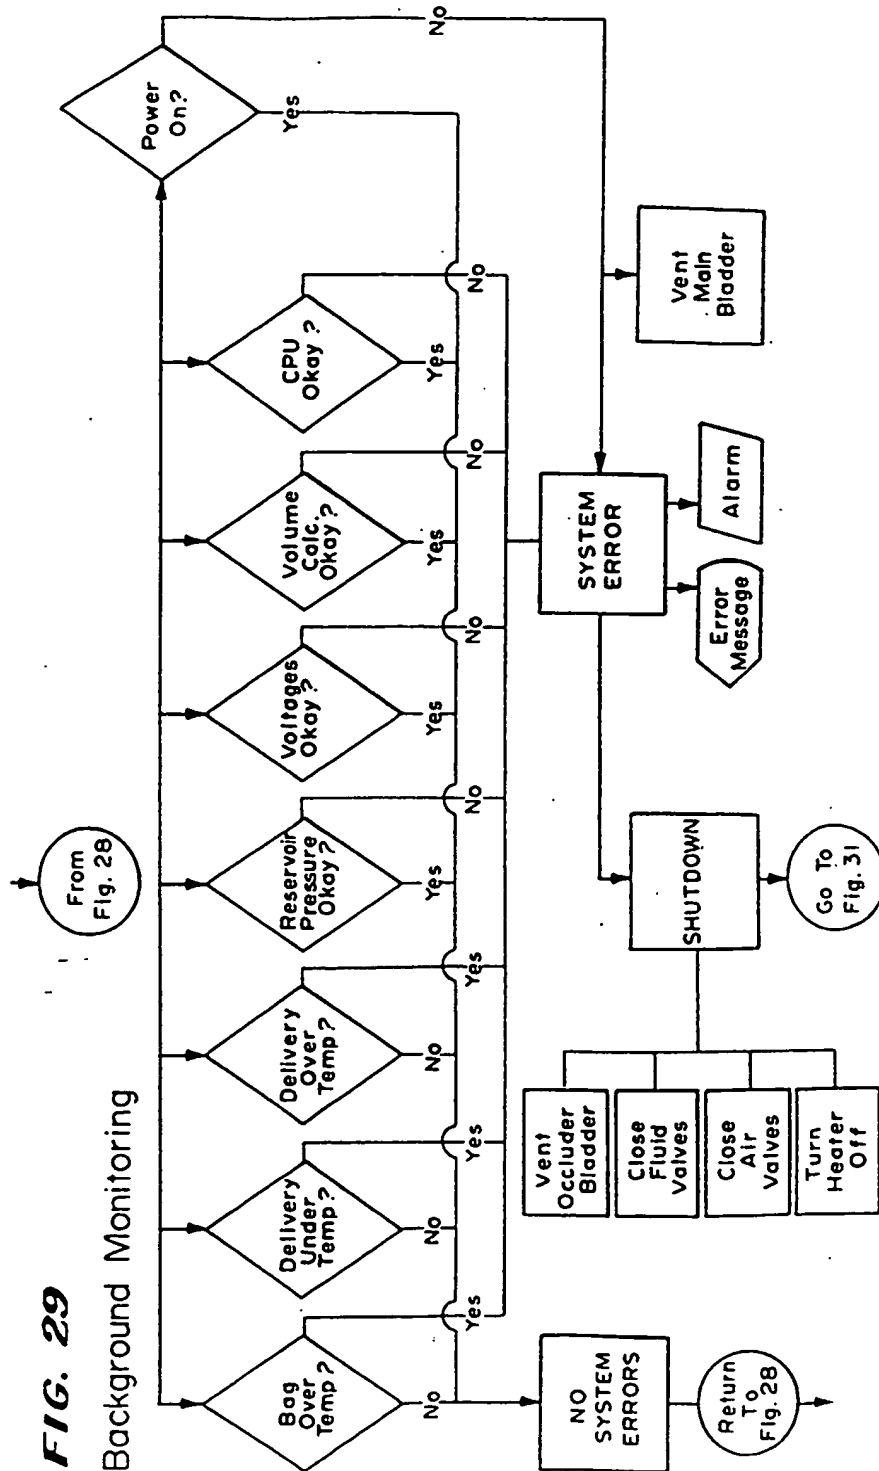 FIG. 29
Background Monitoring
From
Fig. 28
Bag
Over
Temp?
Delivery
Under
Temp?
Delivery
Over
Temp?
Reservoir
Pressure
Okay?
Voltages
Okay?
Volume
Calc.
Okay?
CPU
Okay?
Power
On?
No
No
No
Yes
Yes
Yes
Yes
Yes
Yes
Yes
Yes
No
No
No
No
No
NO
SYSTEM
ERRORS
Return
To
Fig. 28
SYSTEM
ERROR
Error
Message
Alarm
Vent
Main
Bladder
SHUTDOWN
Go To
Fig. 31
Vent
Occluder
Bladder
Close
Fluid
Valves
Close
Air
Valves
Turn
Heater
Off